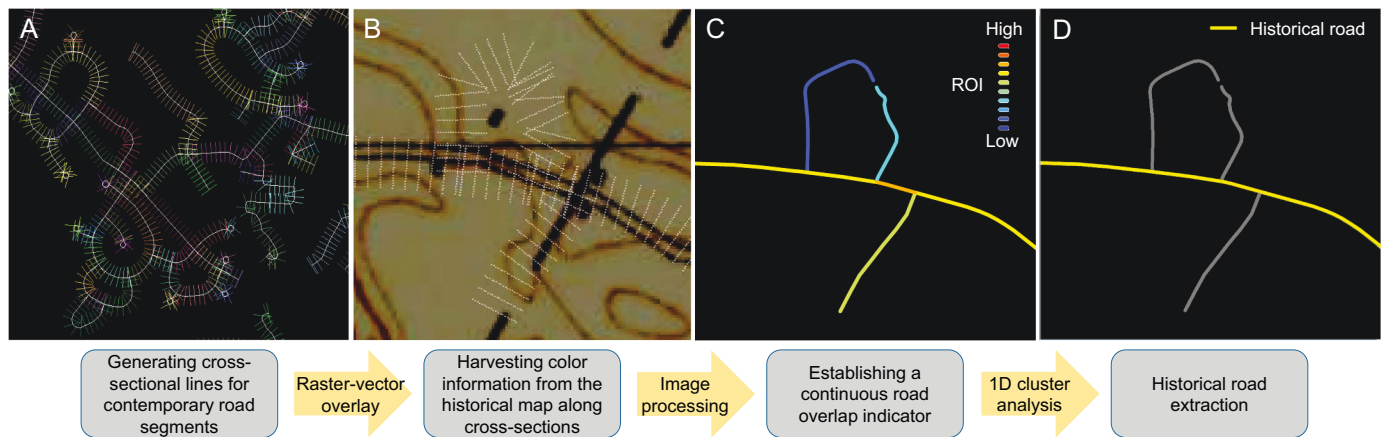 A
B
C
High
ROI
Low
D
Historical road
Generating cross-
sectional lines for
contemporary road
segments
Raster-vector
overlay
Harvesting color
information from the
historical map along
cross-sections
Image
processing
Establishing a
continuous road
overlap indicator
1D cluster
analysis
Historical road
extraction